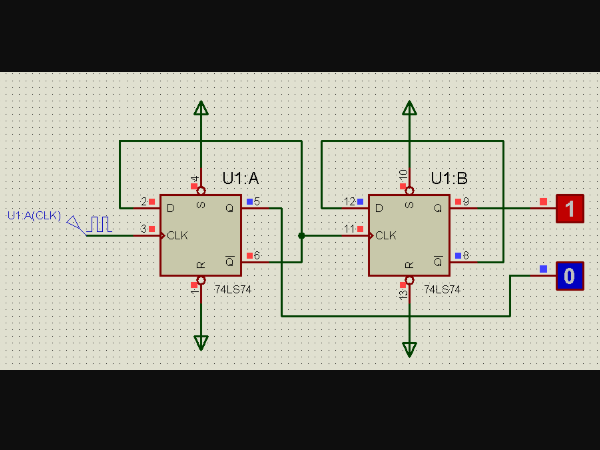 U1:A
U1:B
4
10
2
D
S
Q
5
12
D
S
Q
9
1
U1:A(CLK)
3
CLK
11
CLK
R
Q
6
R
Q
8
0
1
74LS74
13
74LS74